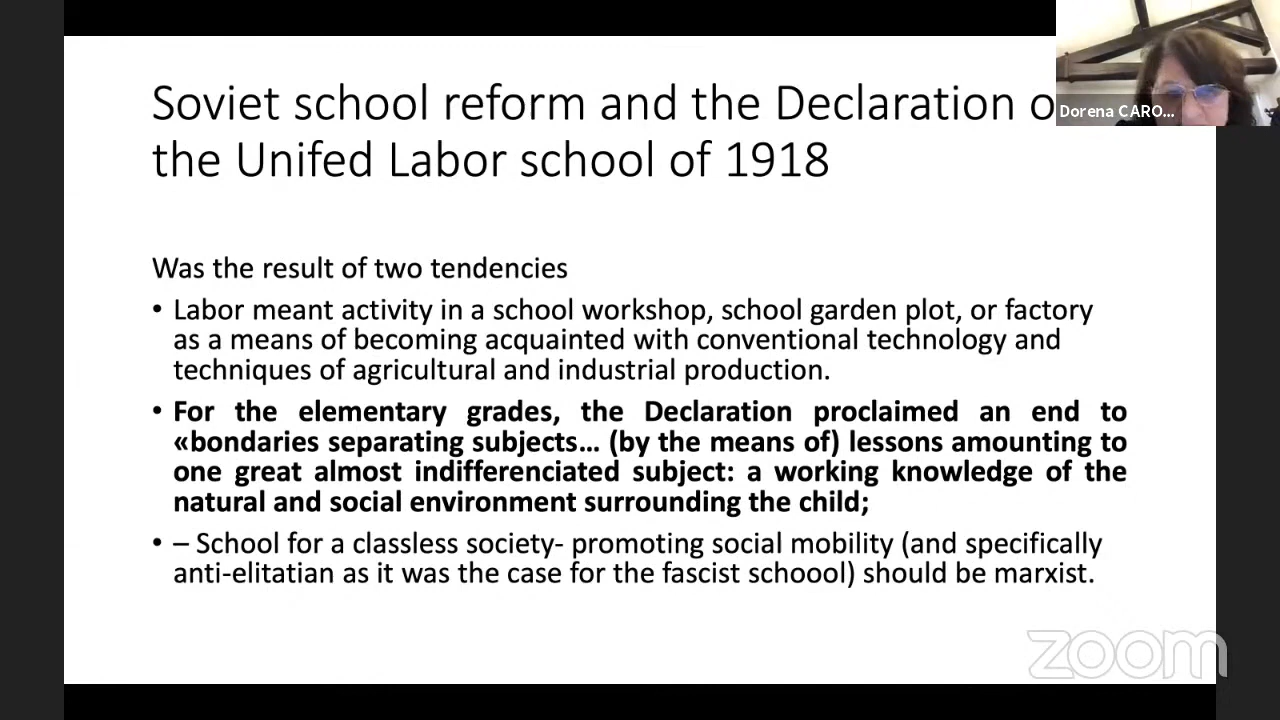 Soviet school reform and the Declaration o
the Unifed Labor school of 1918
Dorena CARO...
Was the result of two tendencies
• Labor meant activity in a school workshop, school garden plot, or factory
as a means of becoming acquainted with conventional technology and
techniques of agricultural and industrial production.
• For the elementary grades, the Declaration proclaimed an end to
«bondaries separating subjects... (by the means of) lessons amounting to
one great almost indifferenciated subject: a working knowledge of the
natural and social environment surrounding the child;
• – School for a classless society- promoting social mobility (and specifically
anti-elitatian as it was the case for the fascist schoool) should be marxist.
zoom